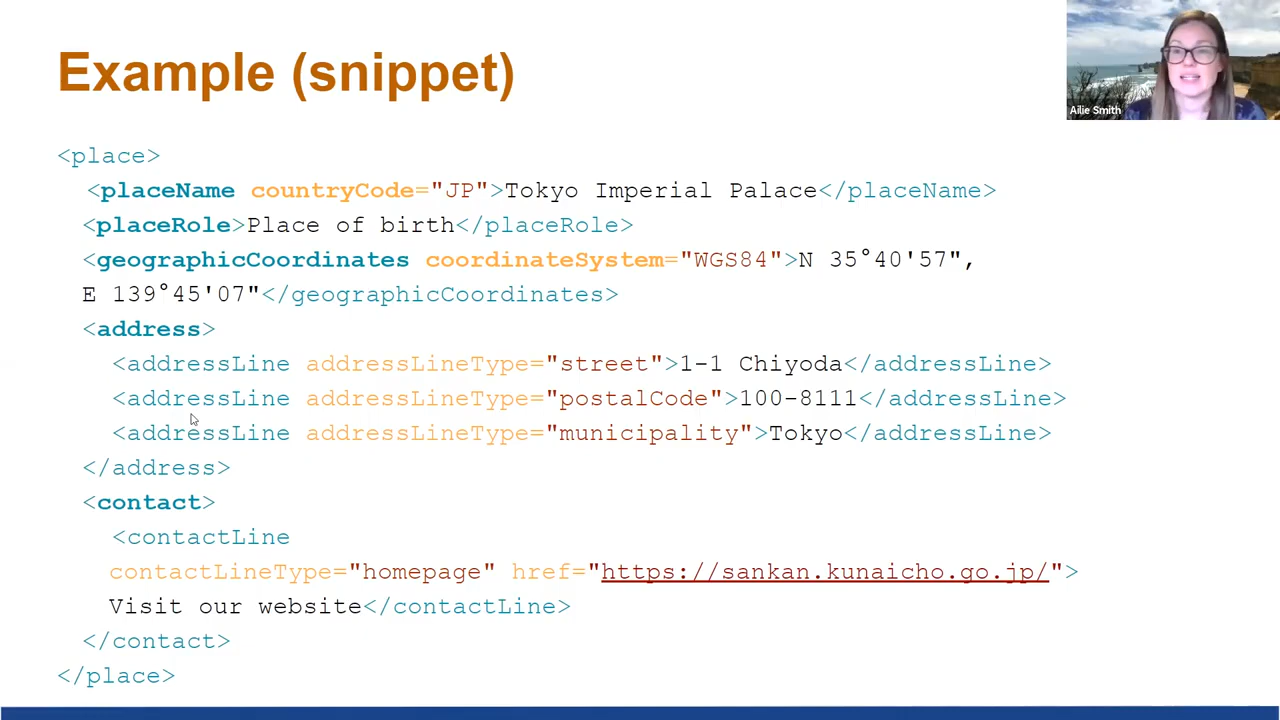 Example (snippet)
Ailie Smith
<place>
<placeName countryCode="JP">Tokyo Imperial Palace</placeName>
<placeRole>Place of birth</placeRole>
<geographicCoordinates coordinateSystem="WGS84">N 35°40'57",
E 139°45'07"</geographicCoordinates>
<address>
<addressLine addressLineType="street">1-1 Chiyoda</addressLine>
<addressLine addressLineType="postalCode">100-8111</addressLine>
<addressLine addressLineType="municipality">Tokyo</addressLine>
</address>
<contact>
<contactLine
contactLineType="homepage" href="https://sankan.kunaicho.go.jp/">
Visit our website</contactLine>
</contact>
</place>